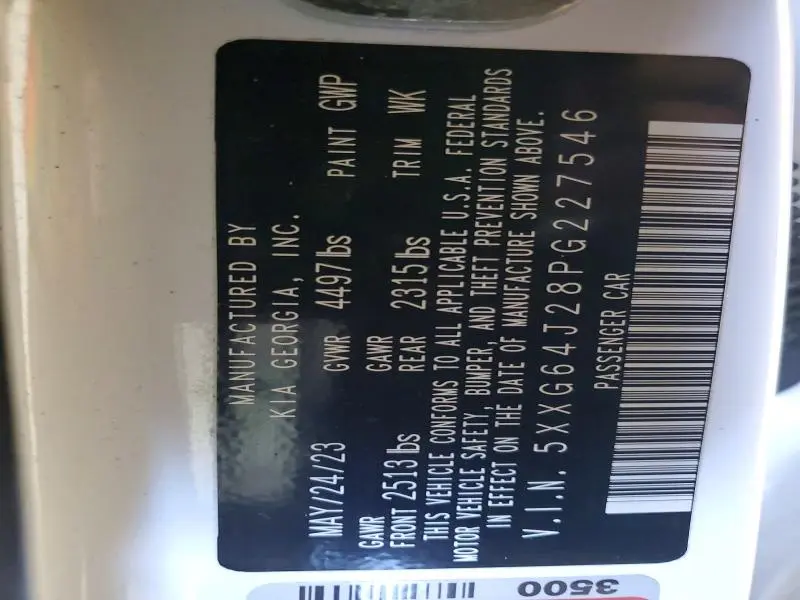 MANUFACTURED BY
KIA GEORGIA, INC.
MAY/24/23 GVWR 4497lbs PAINT GWP
GAWR GAWR
FRONT 2513lbs REAR 2315lbs TRIM WK
THIS VEHICLE CONFORMS TO ALL APPLICABLE U.S.A. FEDERAL
MOTOR VEHICLE SAFETY, BUMPER, AND THEFT PREVENTION STANDARDS
IN EFFECT ON THE DATE OF MANUFACTURE SHOWN ABOVE.
V.I.N. 5XXG64J28PG227546
PASSENGER CAR
3500